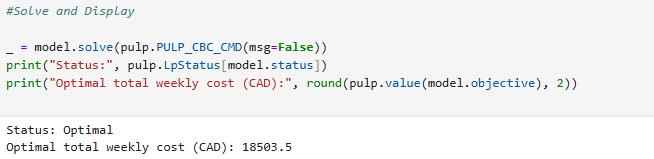 #Solve and Display
_ = model.solve(pulp.PULP_CBC_CMD(msg=False))
print("Status:", pulp.LpStatus[model.status])
print("Optimal total weekly cost (CAD):", round(pulp.value(model.objective), 2))
Status: Optimal
Optimal total weekly cost (CAD): 18503.5